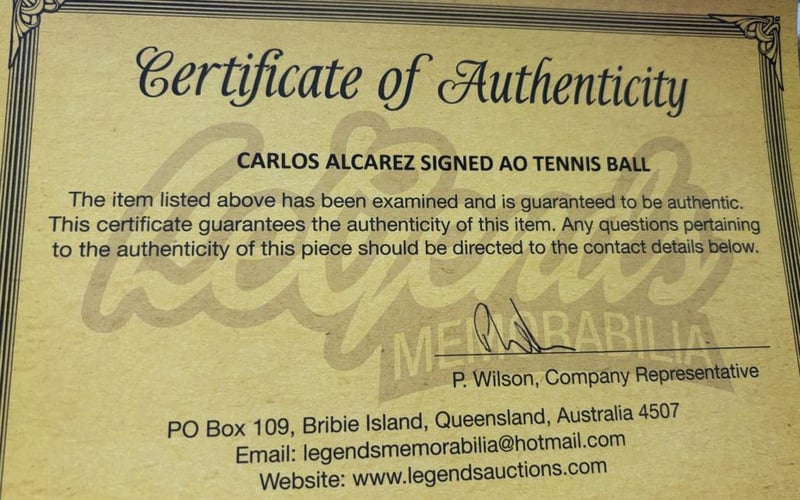 Certificate of Authenticity
CARLOS ALCAREZ SIGNED AO TENNIS BALL
The item listed above has been examined and is guaranteed to be authentic.
This certificate guarantees the authenticity of this item. Any questions pertaining
to the authenticity of this piece should be directed to the contact details below.
Legends
MEMORABILIA
P. Wilson, Company Representative
PO Box 109, Bribie Island, Queensland, Australia 4507
Email: legendsmemorabilia@hotmail.com
Website: www.legendsauctions.com